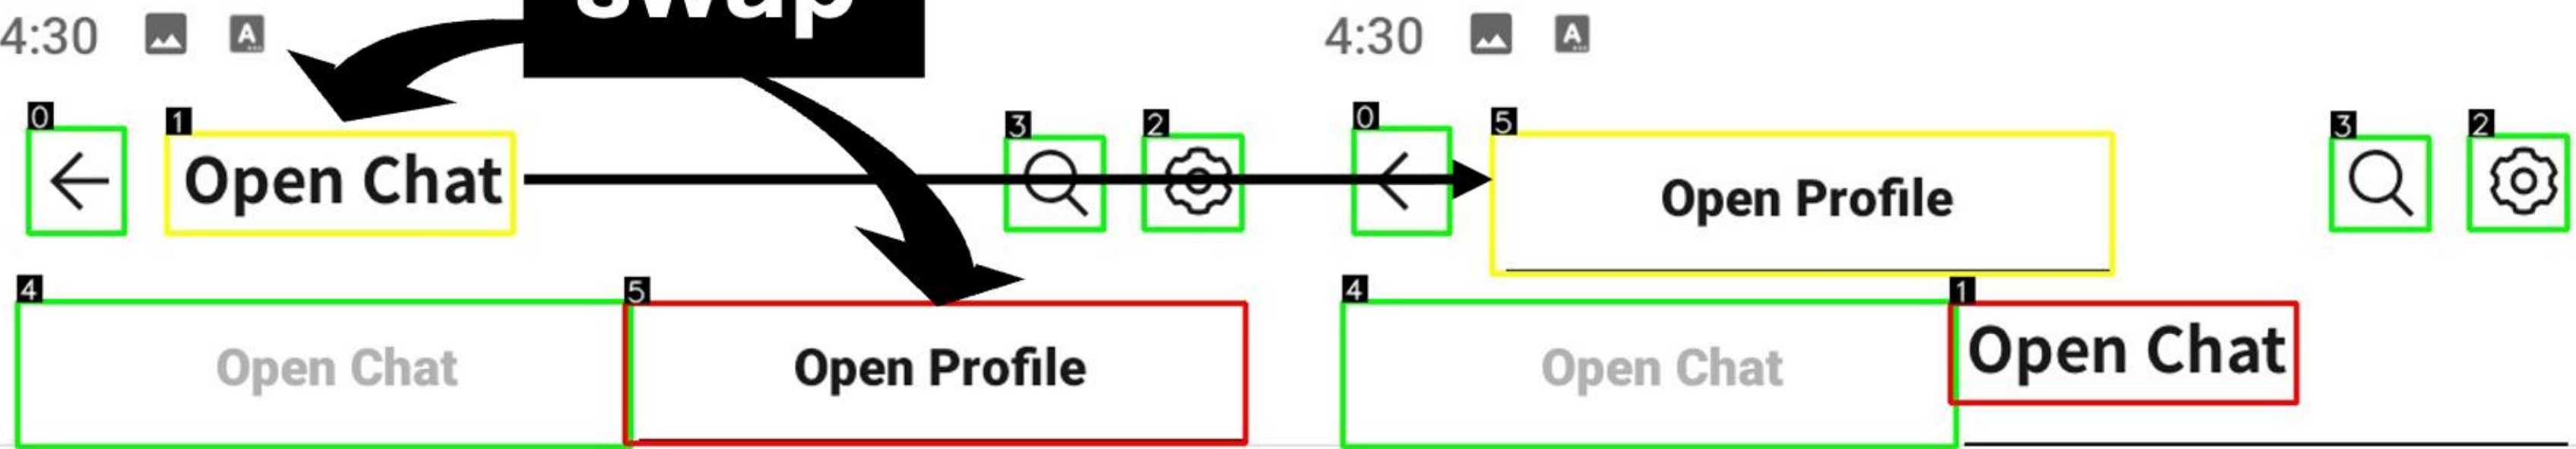 swap
4:30 A
4:30 A
0 1 3 2
Open Chat
0 5 3 2
Open Profile
4 5
Open Chat Open Profile
4 1
Open Chat Open Chat